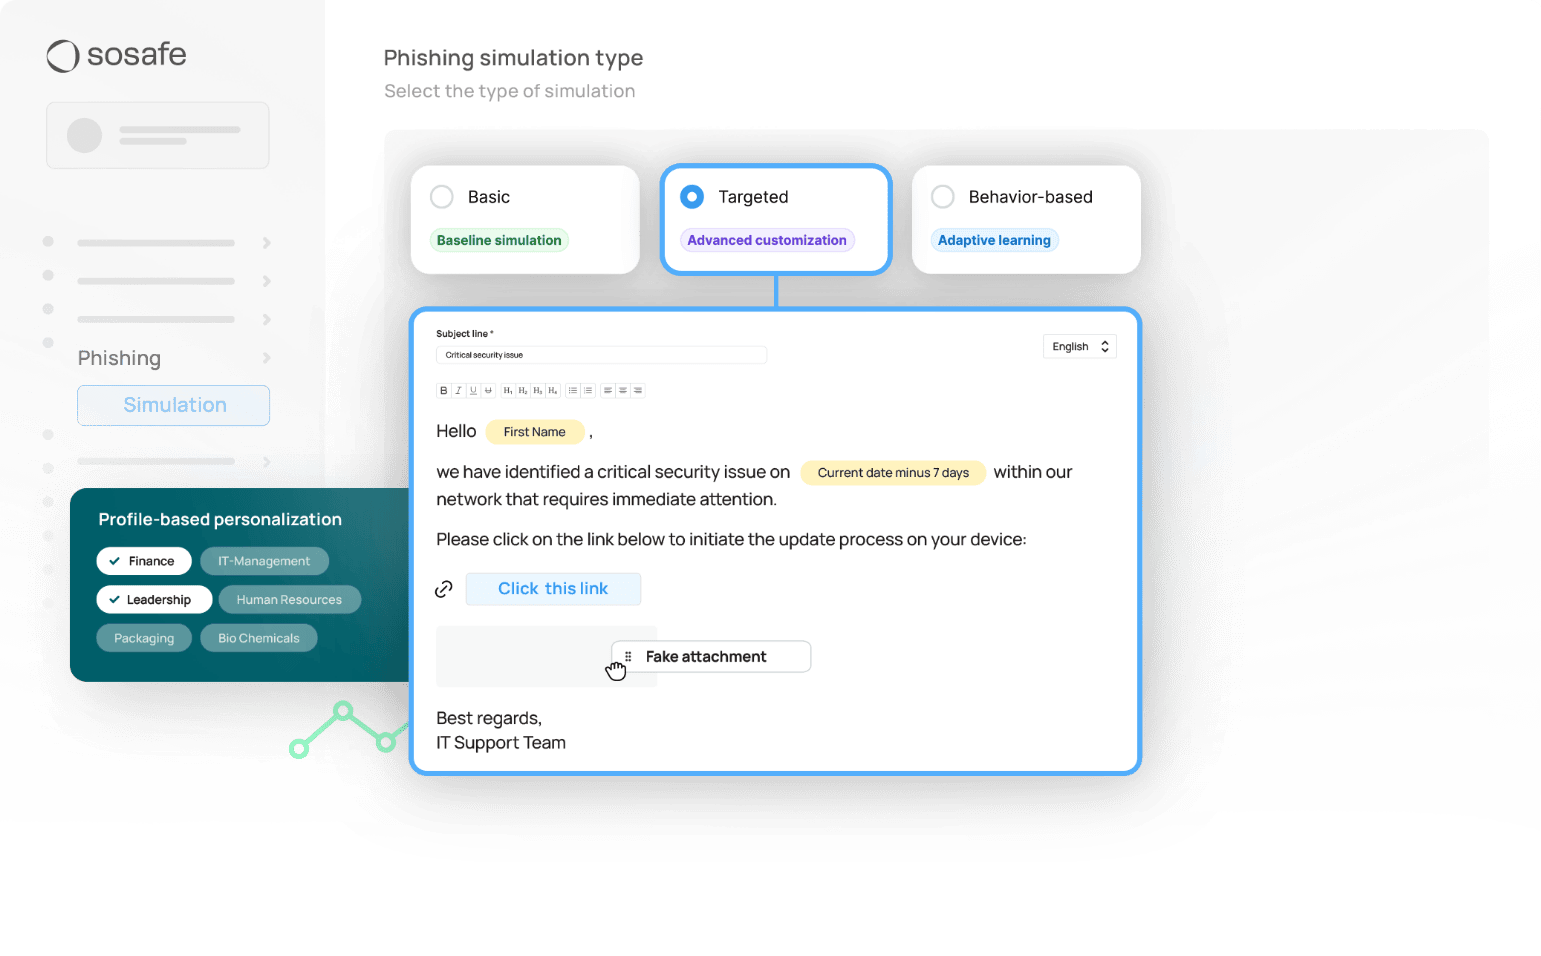 sosafe
Phishing simulation type
Select the type of simulation
Basic
Baseline simulation
Targeted
Advanced customization
Behavior-based
Adaptive learning
Phishing
Simulation
Profile-based personalization
Finance
IT-Management
Leadership
Human Resources
Packaging
Bio Chemicals
Subject line *
Critical security issue
English
B I U S H1 H2 H3 H4
Hello First Name ,
we have identified a critical security issue on Current date minus 7 days within our
network that requires immediate attention.
Please click on the link below to initiate the update process on your device:
Click this link
Fake attachment
Best regards,
IT Support Team